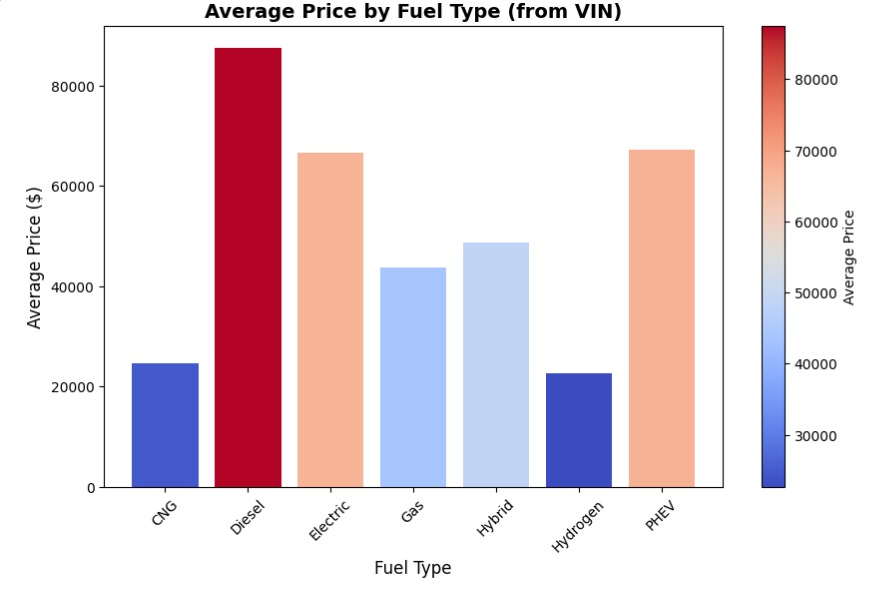 Average Price by Fuel Type (from VIN)
Average Price ($)
80000
60000
40000
20000
0
CNG
Diesel
Electric
Gas
Hybrid
Hydrogen
PHEV
Fuel Type
80000
70000
60000
50000
40000
30000
Average Price